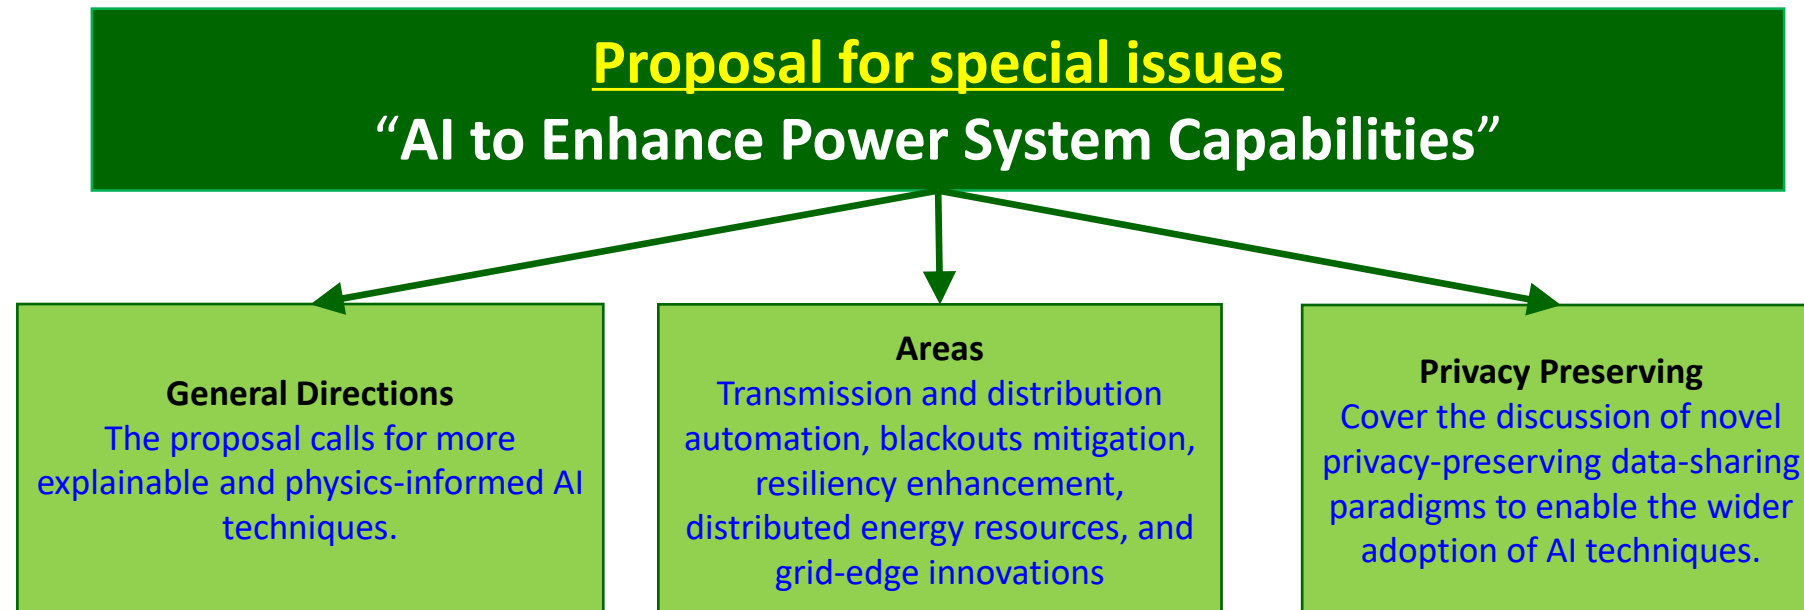 Proposal for special issues
“AI to Enhance Power System Capabilities”
General Directions
The proposal calls for more
explainable and physics-informed AI
techniques.
Areas
Transmission and distribution
automation, blackouts mitigation,
resiliency enhancement,
distributed energy resources, and
grid-edge innovations
Privacy Preserving
Cover the discussion of novel
privacy-preserving data-sharing
paradigms to enable the wider
adoption of AI techniques.